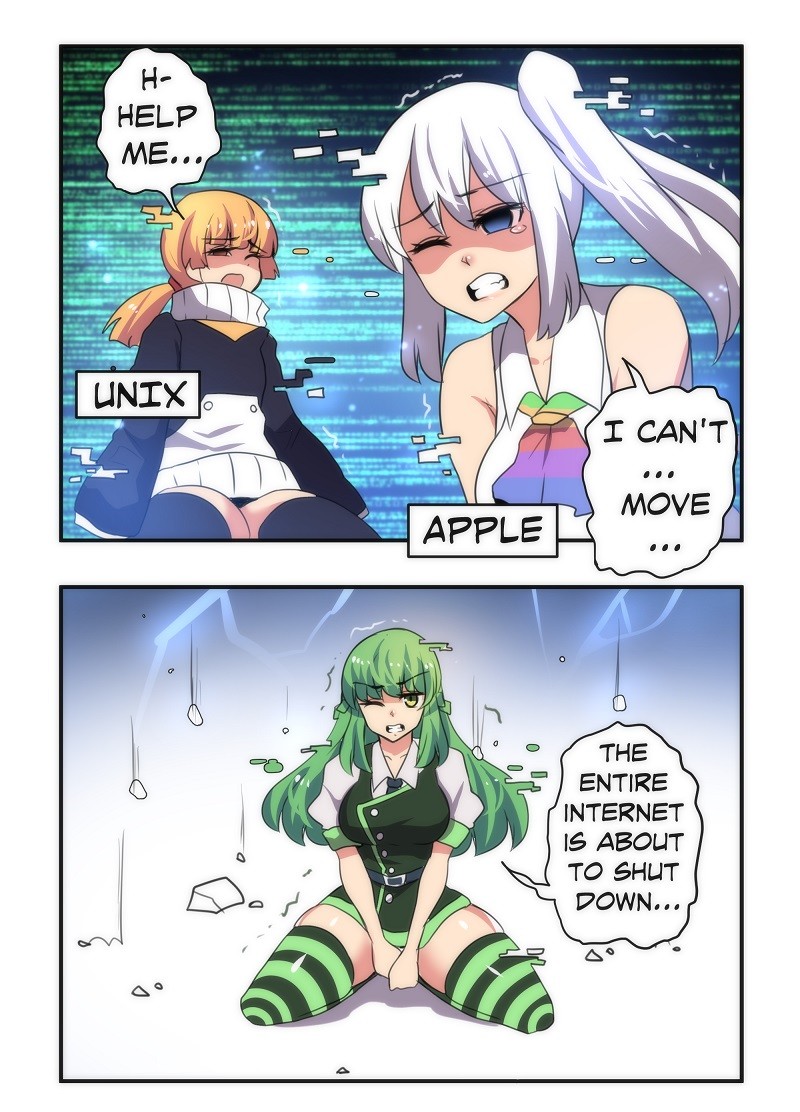 H-
HELP
ME...
UNIX
I CAN'T
...
MOVE
...
APPLE
THE
ENTIRE
INTERNET
IS ABOUT
TO SHUT
DOWN...